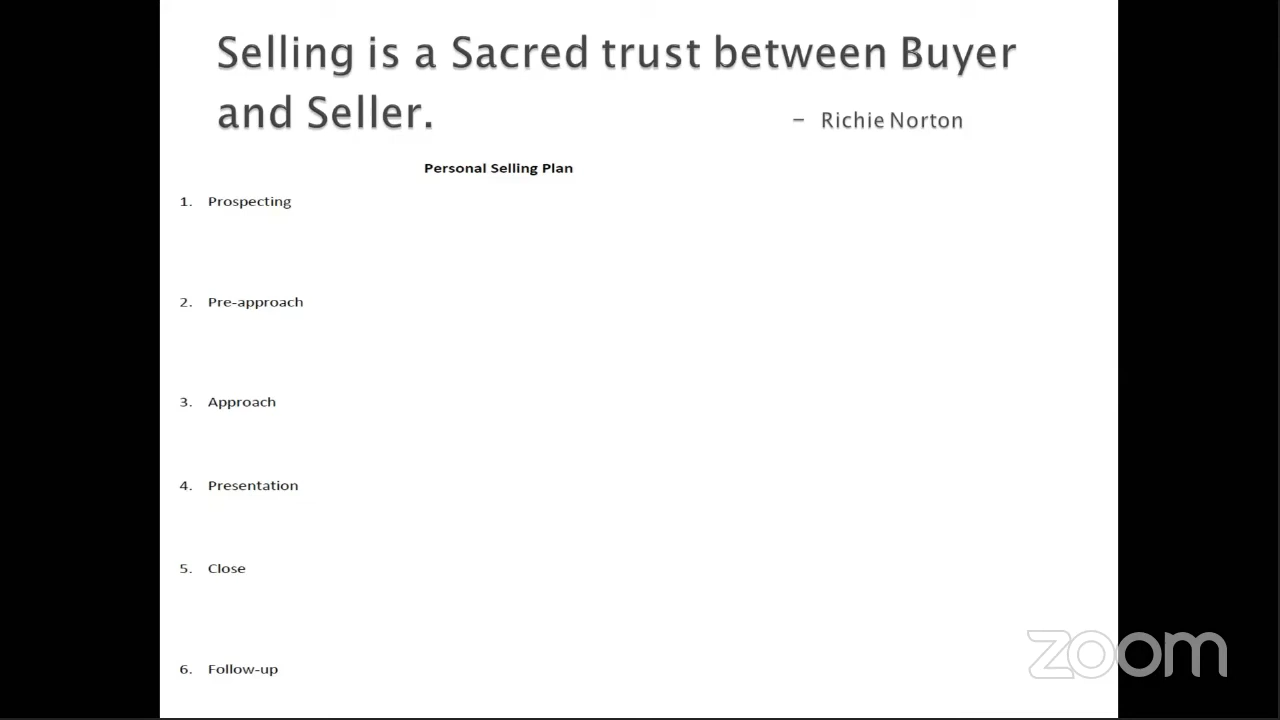 Selling is a Sacred trust between Buyer
and Seller.
– Richie Norton
Personal Selling Plan
1. Prospecting
2. Pre-approach
3. Approach
4. Presentation
5. Close
6. Follow-up
zoom